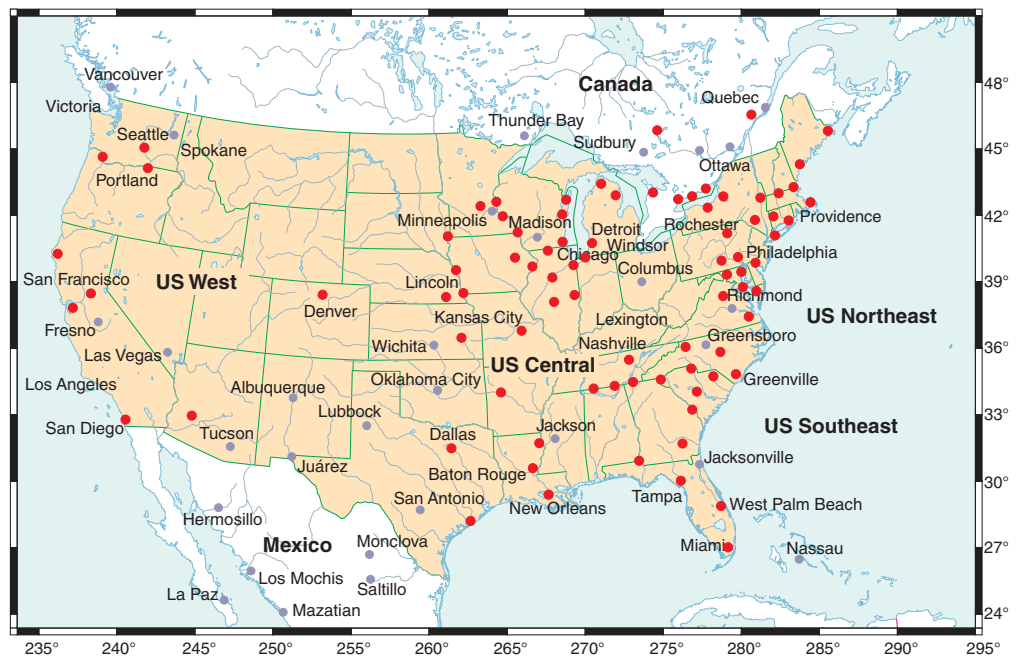 Vancouver
Canada
Quebec
48°
Victoria
Thunder Bay
Seattle
Sudbury
Spokane
45°
Ottawa
Portland
Minneapolis
Madison
Rochester
Providence
42°
Detroit
Windsor
Chicago
Philadelphia
San Francisco
US West
Lincoln
Columbus
39°
Richmond
Denver
Kansas City
Lexington
US Northeast
Fresno
Greensboro
Nashville
36°
Las Vegas
Wichita
US Central
Los Angeles
Albuquerque
Oklahoma City
Greenville
Lubbock
33°
San Diego
Tucson
Dallas
Jackson
US Southeast
Juárez
Baton Rouge
Jacksonville
30°
San Antonio
New Orleans
Tampa
West Palm Beach
Hermosillo
Mexico
Monclova
Miami
Nassau
27°
Los Mochis
Saltillo
La Paz
Mazatian
24°
235° 240° 245° 250° 255° 260° 265° 270° 275° 280° 285° 290° 295°